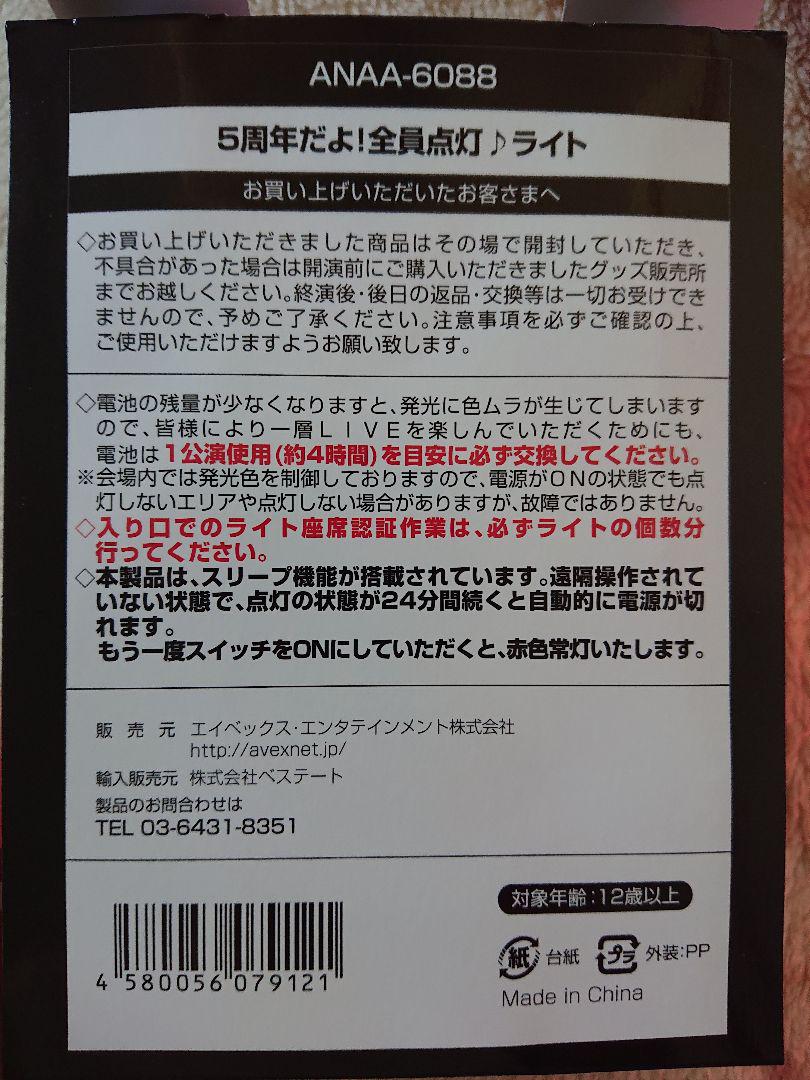 ANAA-6088
5周年だよ!全員点灯♪ライト
お買い上げいただいたお客さまへ
◇お買い上げいただきました商品はその場で開封していただき、
不具合があった場合は開演前にご購入いただきましたグッズ販売所
までお越しください。終演後・後日の返品・交換等は一切お受けでき
ませんので、予めご了承ください。注意事項を必ずご確認の上、
ご使用いただけますようお願い致します。
◇電池の残量が少なくなりますと、発光に色ムラが生じてしまいます
ので、皆様により一層LIVEを楽しんでいただくためにも、
電池は1公演使用(約4時間)を目安に必ず交換してください。
※会場内では発光色を制御しておりますので、電源がONの状態でも点
灯しないエリアや点灯しない場合がありますが、故障ではありません。
◇入り口でのライト座席認証作業は、必ずライトの個数分
行ってください。
◇本製品は、スリープ機能が搭載されています。遠隔操作されて
いない状態で、点灯の状態が24分間続くと自動的に電源が切
れます。
もう一度スイッチをONにしていただくと、赤色常灯いたします。
販売元 エイベックス・エンタテインメント株式会社
http://avexnet.jp/
輸入販売元 株式会社ベステート
製品のお問合わせは
TEL 03-6431-8351
対象年齢:12歳以上
紙 台紙 プラ 外装:PP
Made in China
4 580056 079121